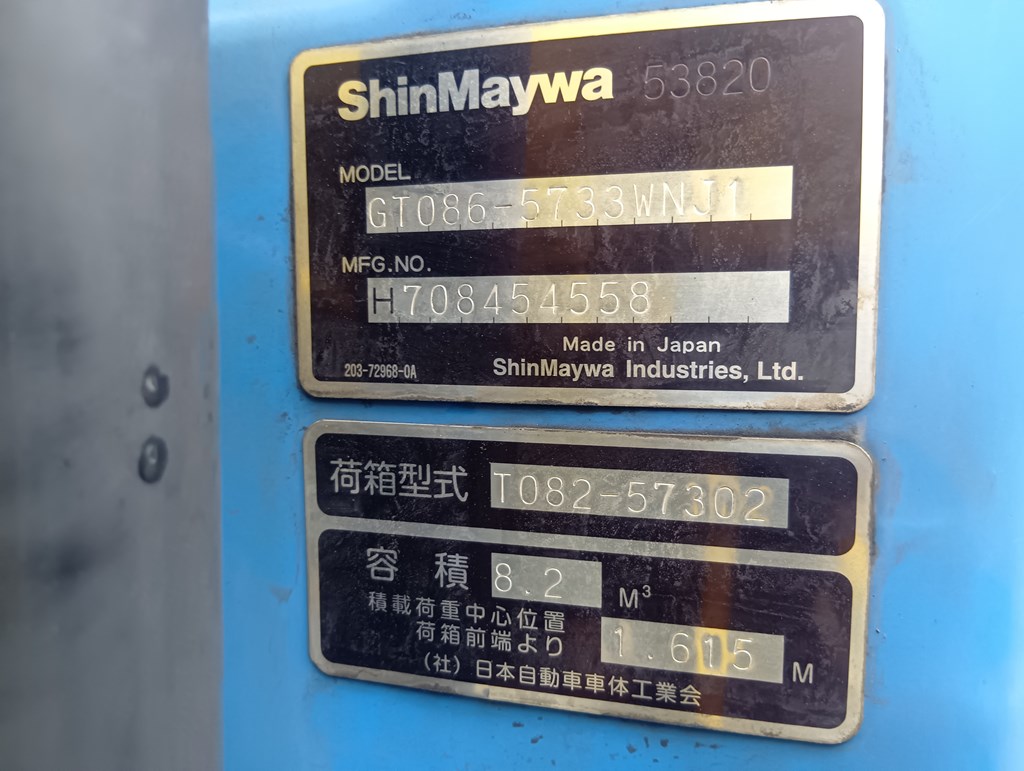 ShinMaywa 53820
MODEL
GT086-5733WNJ1
MFG.NO.
H708454558
Made in Japan
203-72968-0A ShinMaywa Industries, Ltd.
荷箱型式 T082-57302
容積 8.2 M³
積載荷重中心位置
荷箱前端より 1.615 M
(社)日本自動車車体工業会